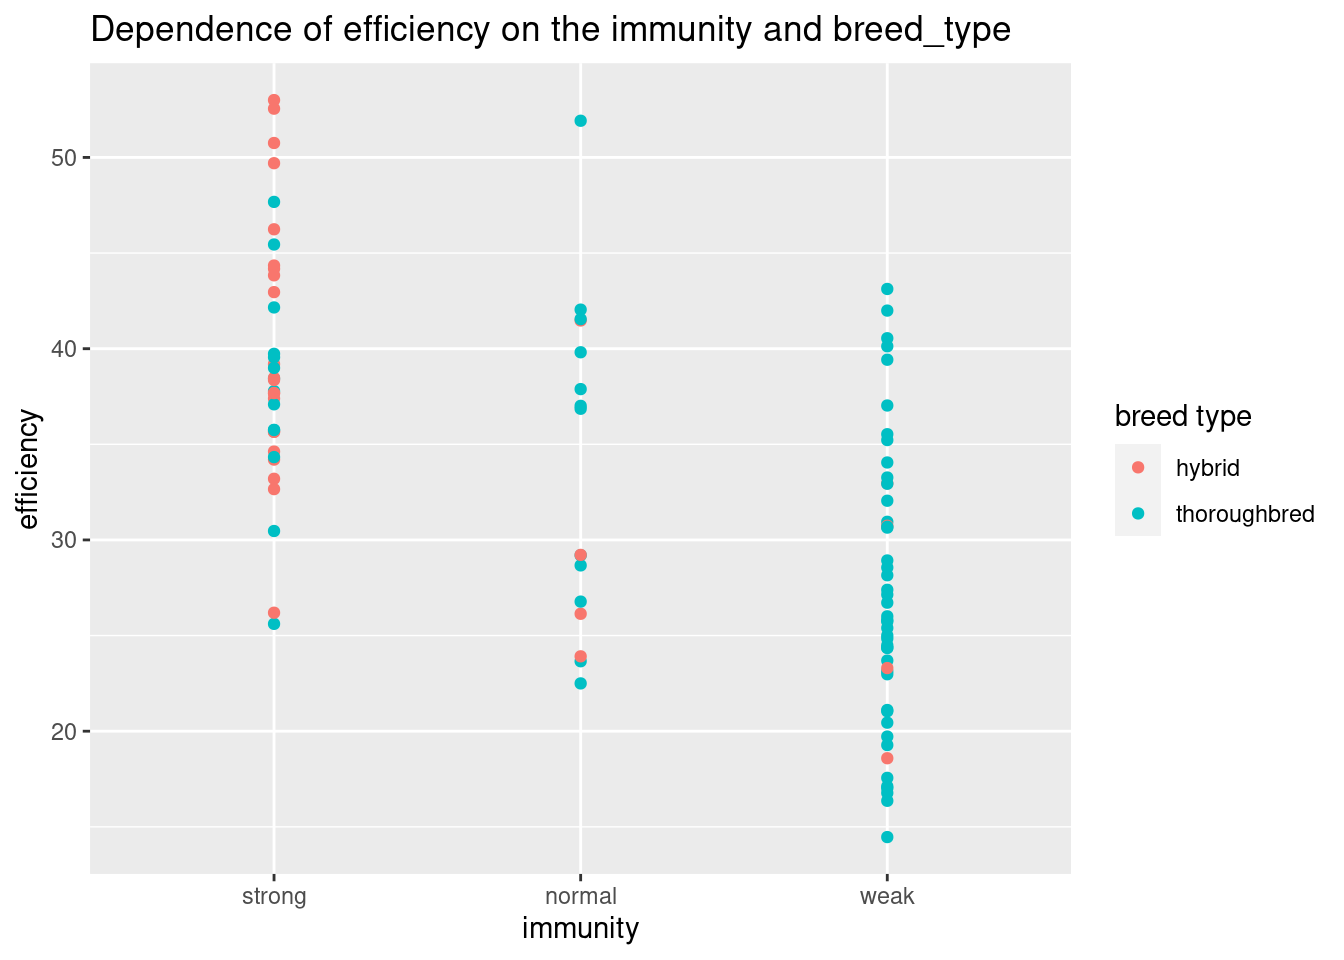 Dependence of efficiency on the immunity and breed_type
50
40
30
20
efficiency
strong normal weak
immunity
breed type
hybrid
thoroughbred